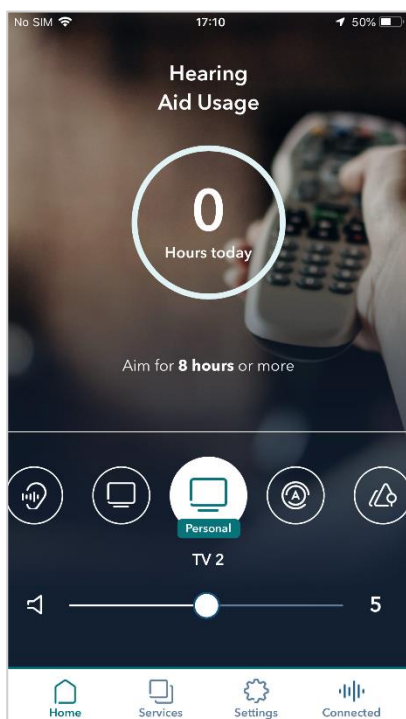 No SIM 17:10 50%
Hearing
Aid Usage
0
Hours today
Aim for 8 hours or more
A
Personal
TV 2
5
Home Services Settings Connected